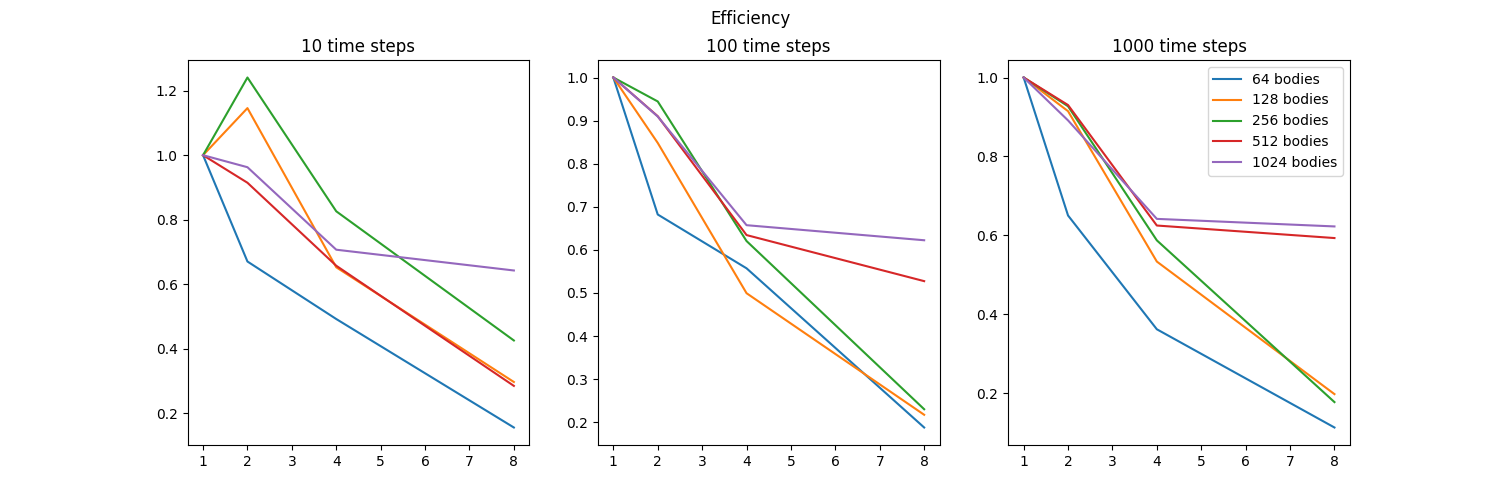 Efficiency
10 time steps
1.2
1.0
0.8
0.6
0.4
0.2
1 2 3 4 5 6 7 8
100 time steps
1.0
0.9
0.8
0.7
0.6
0.5
0.4
0.3
0.2
1 2 3 4 5 6 7 8
1000 time steps
1.0
0.8
0.6
0.4
0.2
1 2 3 4 5 6 7 8
64 bodies
128 bodies
256 bodies
512 bodies
1024 bodies